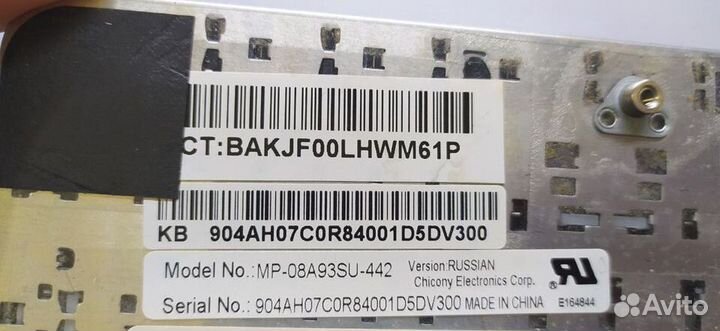 CT:BAKJF00LHWM61P
KB 904AH07C0R84001D5DV300
Model No.:MP-08A93SU-442 Version:RUSSIAN
Chicony Electronics Corp.
Serial No.: 904AH07C0R84001D5DV300 MADE IN CHINA
E164844
Avito